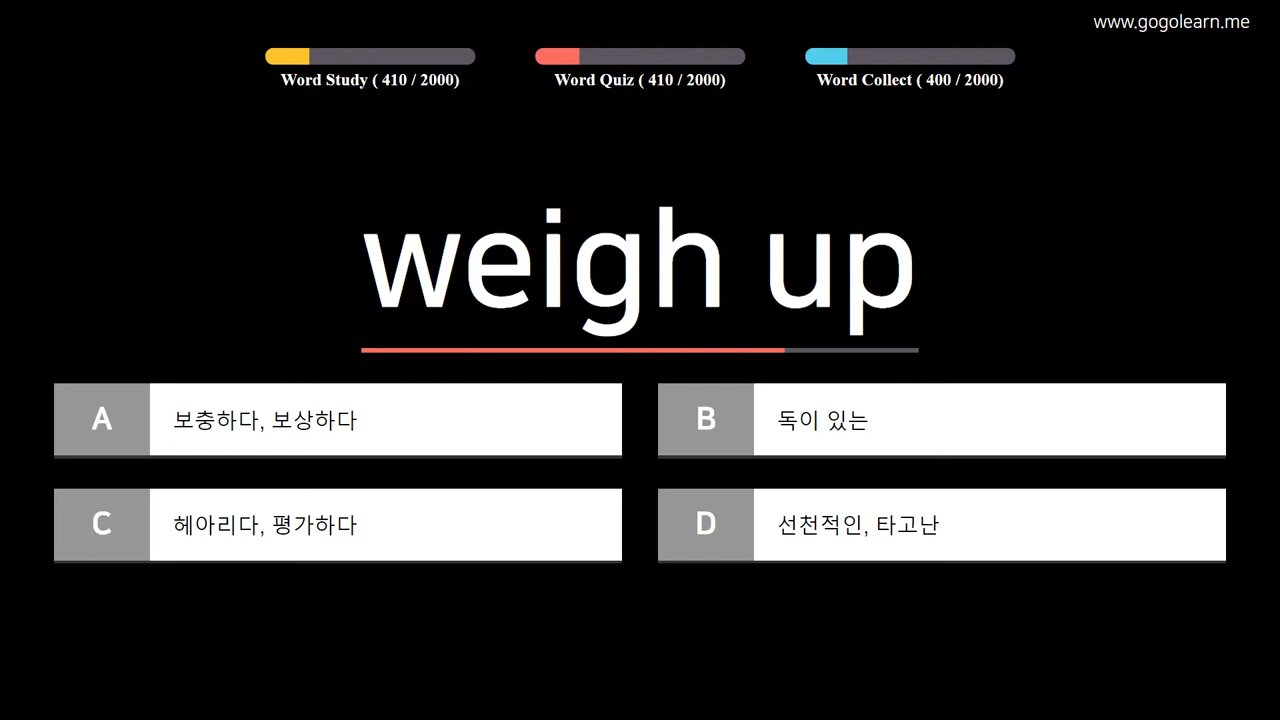 www.gogolearn.me
Word Study ( 410 / 2000)
Word Quiz ( 410 / 2000)
Word Collect ( 400 / 2000)
weigh up
A 보충하다, 보상하다
B 독이 있는
C 헤아리다, 평가하다
D 선천적인, 타고난